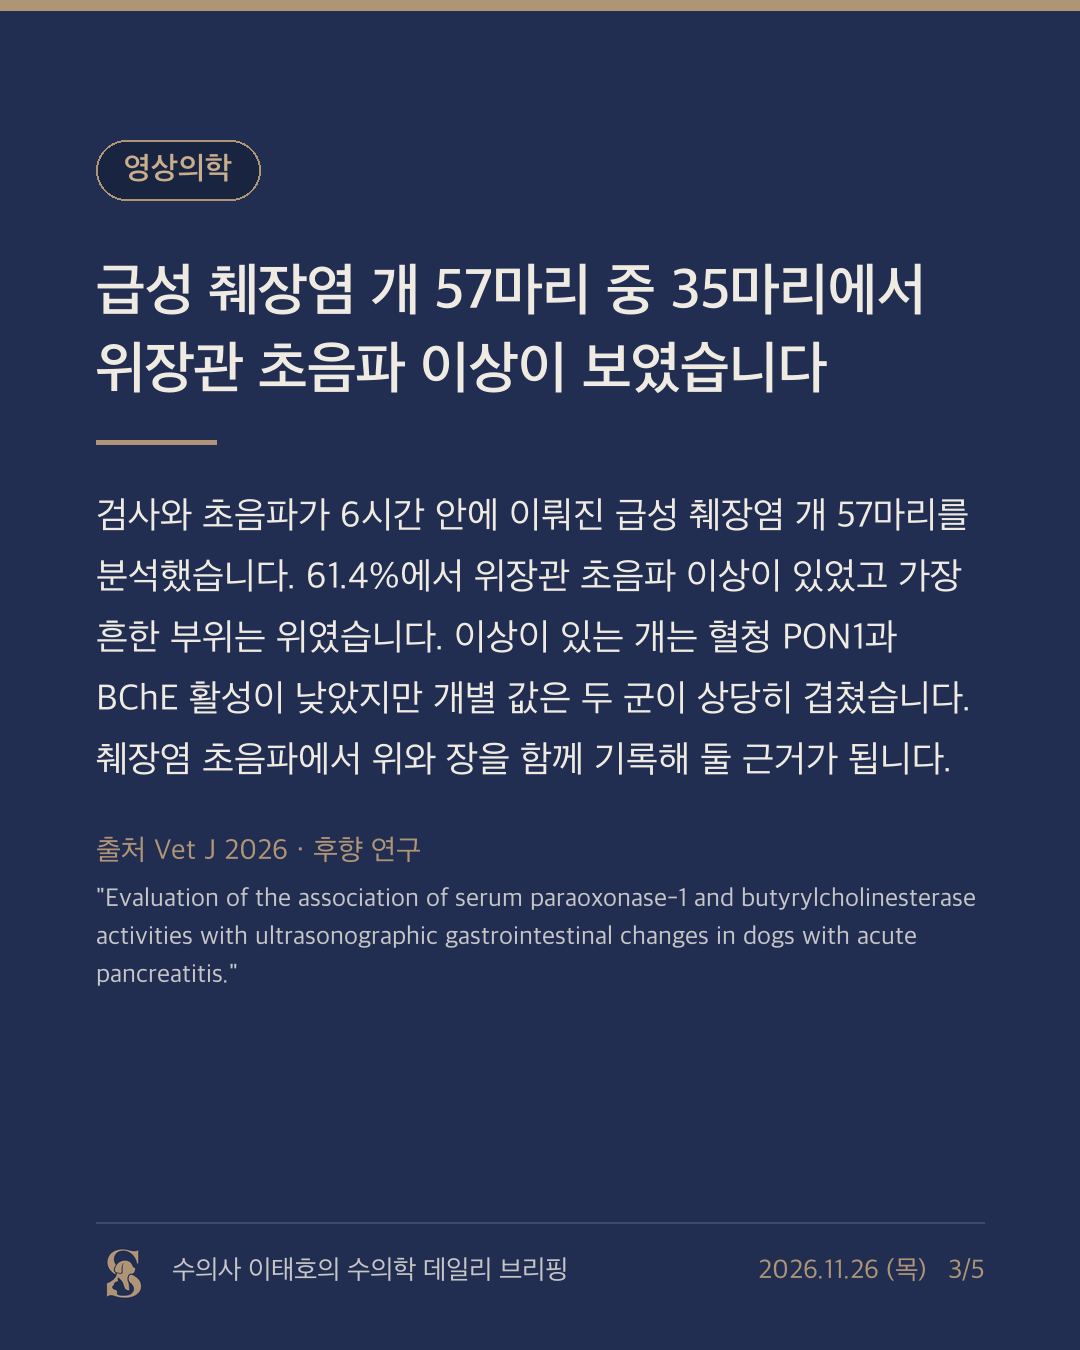 영상의학
급성 췌장염 개 57마리 중 35마리에서
위장관 초음파 이상이 보였습니다
검사와 초음파가 6시간 안에 이뤄진 급성 췌장염 개 57마리를
분석했습니다. 61.4%에서 위장관 초음파 이상이 있었고 가장
흔한 부위는 위였습니다. 이상이 있는 개는 혈청 PON1과
BChE 활성이 낮았지만 개별 값은 두 군이 상당히 겹쳤습니다.
췌장염 초음파에서 위와 장을 함께 기록해 둘 근거가 됩니다.
출처 Vet J 2026 · 후향 연구
"Evaluation of the association of serum paraoxonase-1 and butyrylcholinesterase
activities with ultrasonographic gastrointestinal changes in dogs with acute
pancreatitis."
수의사 이태호의 수의학 데일리 브리핑 2026.11.26 (목) 3/5